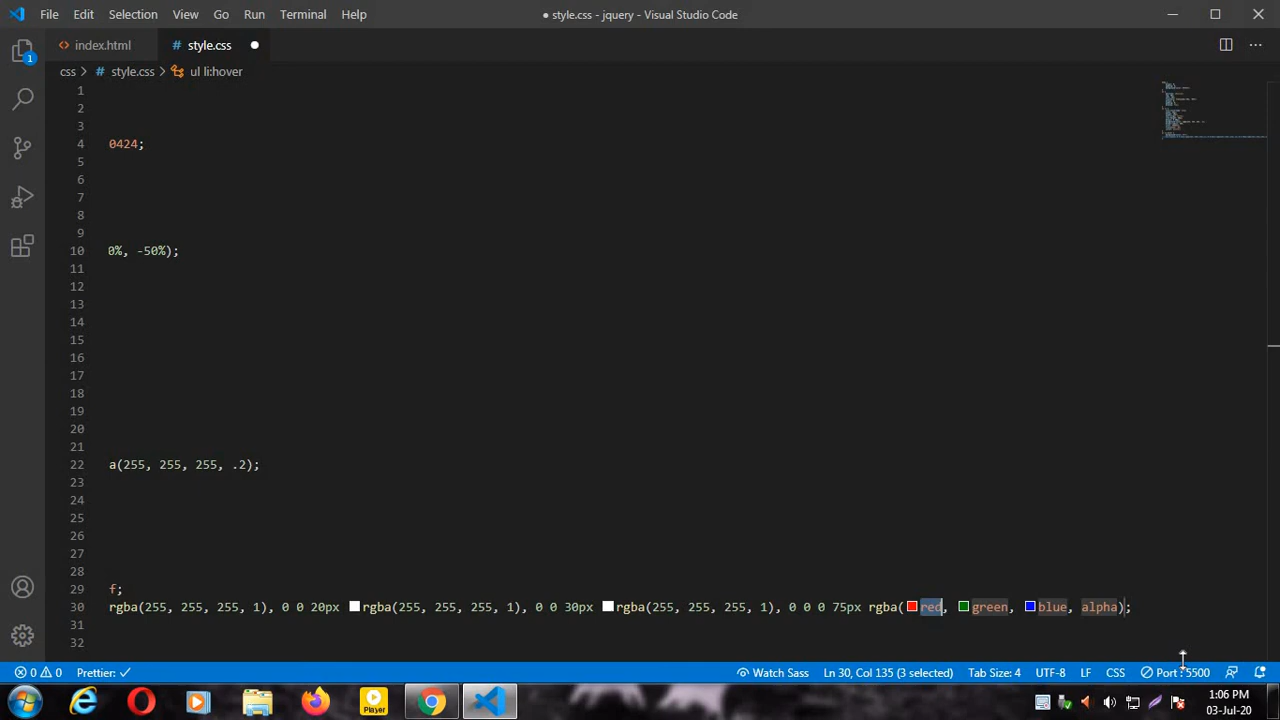 File Edit Selection View Go Run Terminal Help
● style.css - jquery - Visual Studio Code
index.html
# style.css
css > # style.css > ul li:hover
1
1
2
3
4 0424;
5
6
7
8
9
10 0%, -50%);
11
12
13
14
15
16
17
18
19
20
21
22 a(255, 255, 255, .2);
23
24
25
26
27
28
29 f;
30 rgba(255, 255, 255, 1), 0 0 20px rgba(255, 255, 255, 1), 0 0 30px rgba(255, 255, 255, 1), 0 0 0 75px rgba(red, green, blue, alpha);
31
32
0 0 Prettier: ✓ Watch Sass Ln 30, Col 135 (3 selected) Tab Size: 4 UTF-8 LF CSS Port : 5500
Player
1:06 PM
03-Jul-20